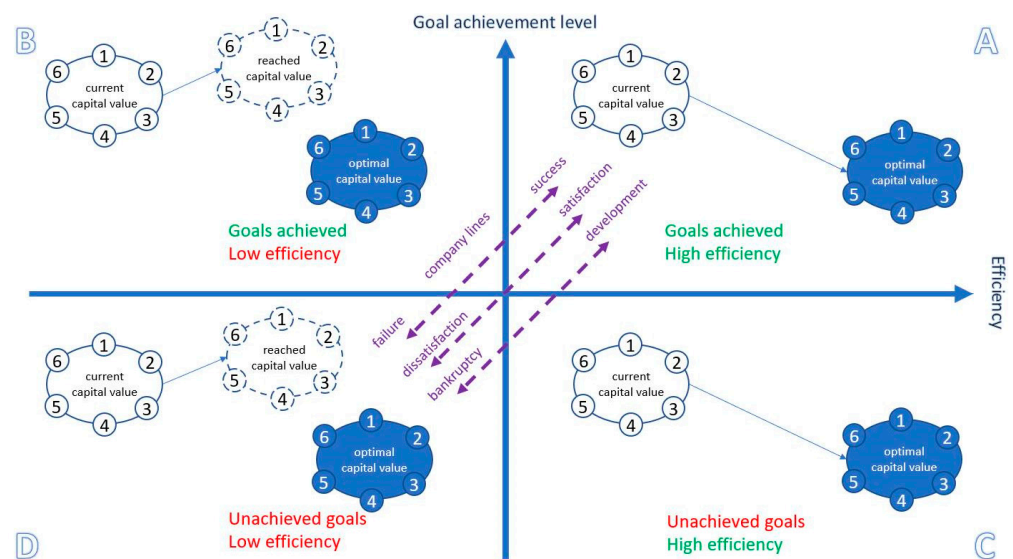 Goal achievement level
B
1
2
3
4
5
6
current
capital value
1
2
3
4
5
6
reached
capital value
1
2
3
4
5
6
optimal
capital value
Goals achieved
Low efficiency
A
1
2
3
4
5
6
current
capital value
1
2
3
4
5
6
optimal
capital value
Goals achieved
High efficiency
company lines
success
satisfaction
development
failure
dissatisfaction
bankruptcy
Efficiency
1
2
3
4
5
6
current
capital value
1
2
3
4
5
6
reached
capital value
1
2
3
4
5
6
optimal
capital value
Unachieved goals
Low efficiency
D
1
2
3
4
5
6
current
capital value
1
2
3
4
5
6
optimal
capital value
Unachieved goals
High efficiency
C